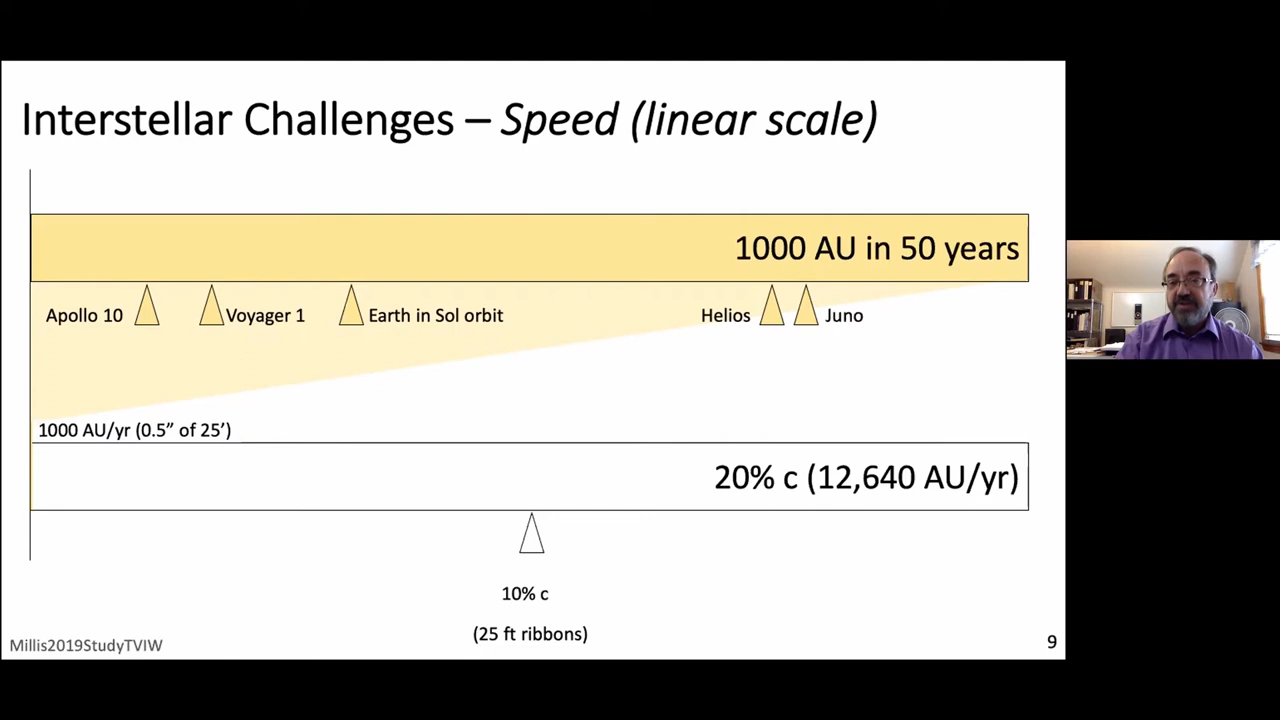 Interstellar Challenges – Speed (linear scale)
1000 AU in 50 years
Apollo 10
Voyager 1
Earth in Sol orbit
Helios
Juno
1000 AU/yr (0.5” of 25’)
20% c (12,640 AU/yr)
10% c
(25 ft ribbons)
Millis2019StudyTVIW
9